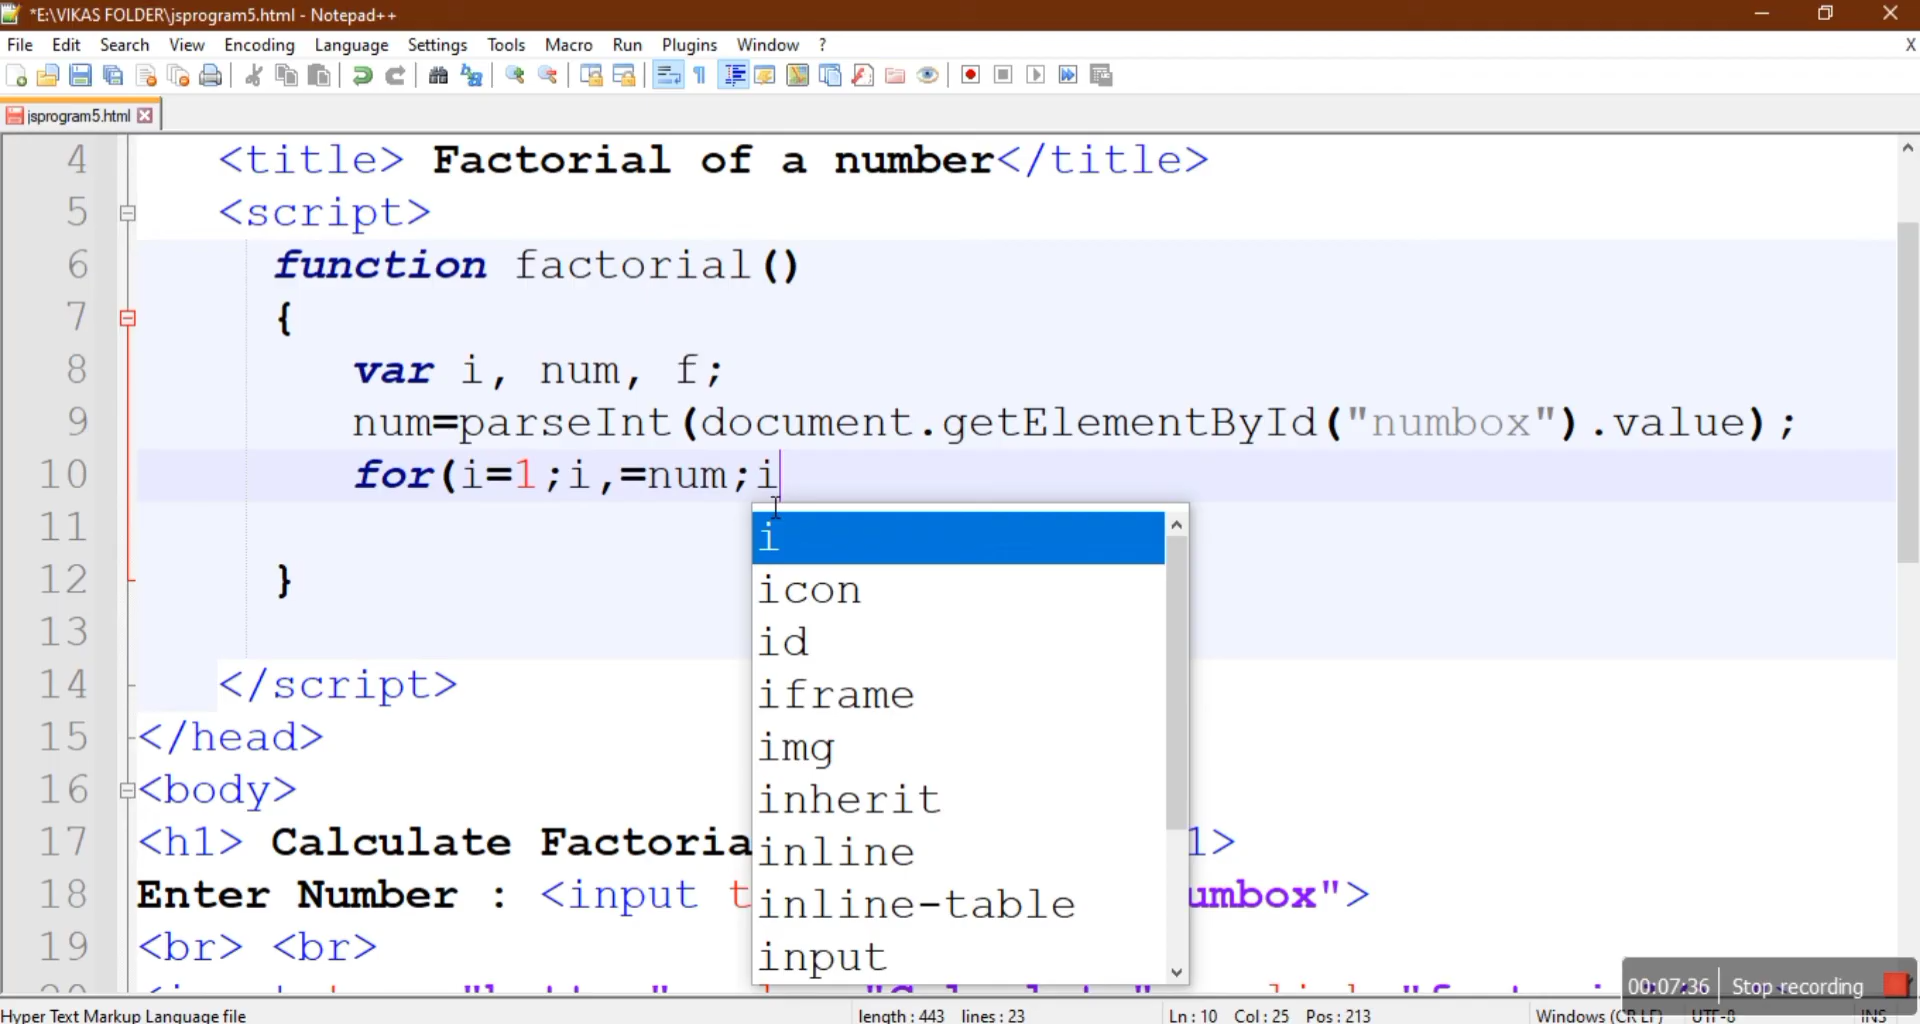 *E:\VIKAS FOLDER\jsprogram5.html - Notepad++
File Edit Search View Encoding Language Settings Tools Macro Run Plugins Window ? X
jsprogram5.html
4 <title> Factorial of a number</title>
5 <script>
6 function factorial()
7 {
8 var i, num, f;
9 num=parseInt(document.getElementById("numbox").value);
10 for(i=1;i,=num;i
11
12 }
13
14 </script>
15 </head>
16 <body>
17 <h1> Calculate Factoria 1>
18 Enter Number : <input t umbox">
19 <br> <br>
i
icon
id
iframe
img
inherit
inline
inline-table
input
00:07:36 Stop recording
Hyper Text Markup Language file length : 443 lines : 23 Ln : 10 Col : 25 Pos : 213 Windows (CR LF) UTF-8 INS